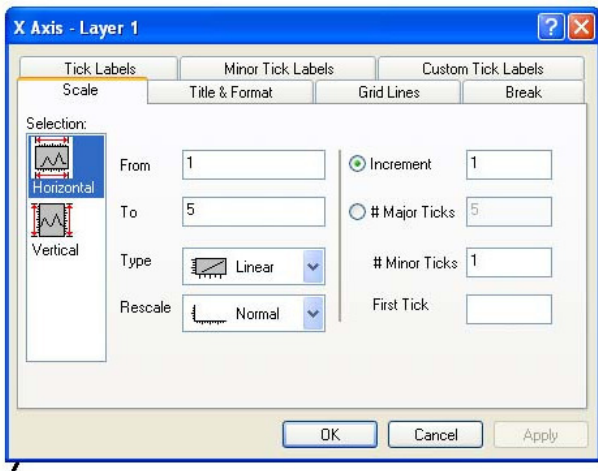 X Axis - Layer 1
Tick Labels Minor Tick Labels Custom Tick Labels
Scale Title & Format Grid Lines Break
Selection:
Horizontal
Vertical
From 1
To 5
Type Linear
Rescale Normal
Increment 1
# Major Ticks 5
# Minor Ticks 1
First Tick
OK Cancel Apply